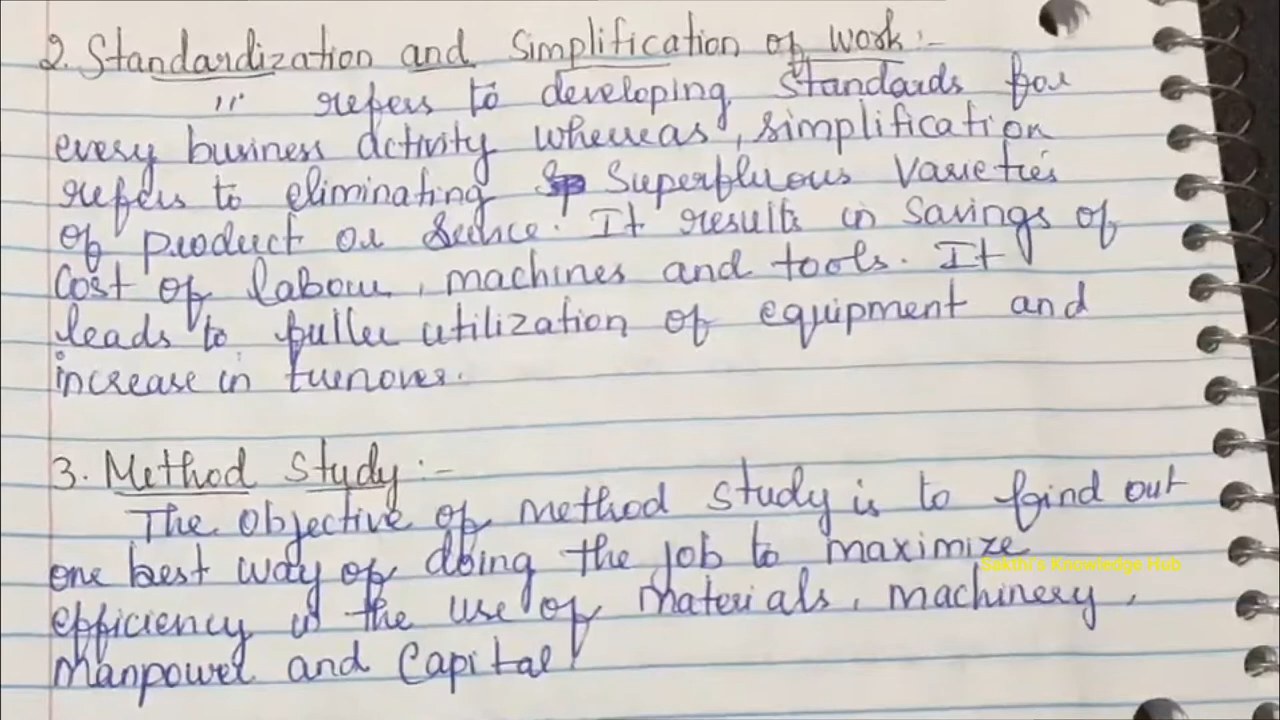 2. Standardization and Simplification of work :-
" refers to developing standards for
every business activity whereas, simplification
refers to eliminating Superfluous Varieties
of product or Service. It results in Savings of
Cost of labour, machines and tools. It
leads to fuller utilization of equipment and
increase in turnover.
3. Method Study :-
The Objective of method study is to find out
one best way of doing the job to maximize
Sakthra Knowledge Hub
efficiency in the use of materials, machinery,
Manpower and Capital